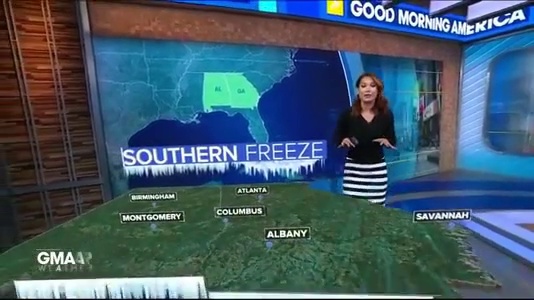 GOOD MORNING AMERICA
AL GA
SOUTHERN FREEZE
BIRMINGHAM ATLANTA
MONTGOMERY COLUMBUS SAVANNAH
ALBANY
GMA
WEATHER